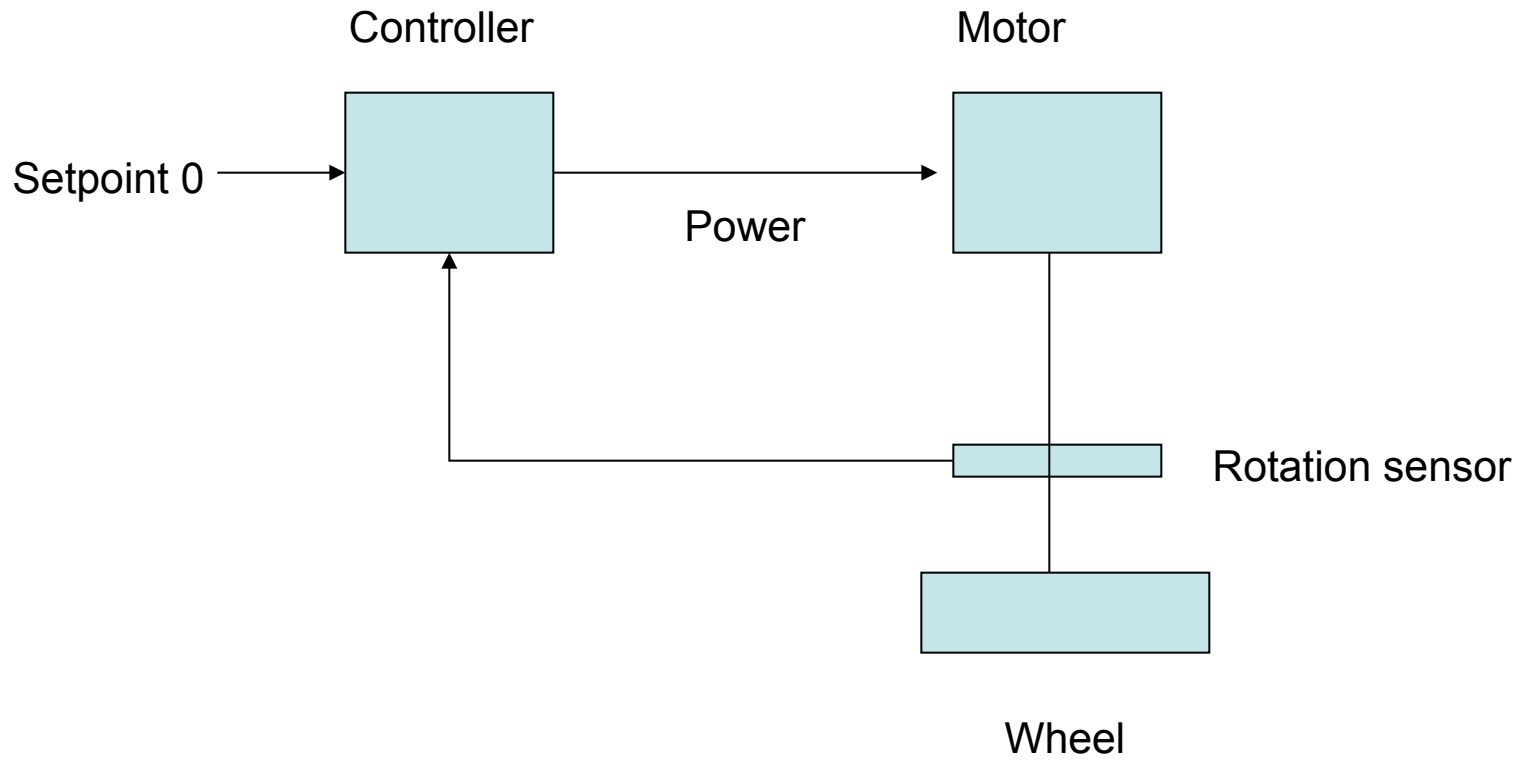 Controller
Motor
Setpoint 0
Power
Rotation sensor
Wheel